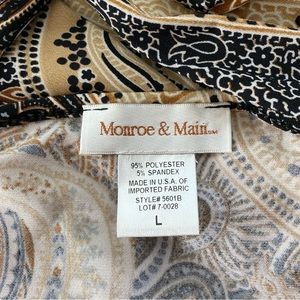 Monroe & Main
95% POLYESTER
5% SPANDEX
MADE IN U.S.A. OF
IMPORTED FABRIC
STYLE# 5601B
LOT# 7-0028
L